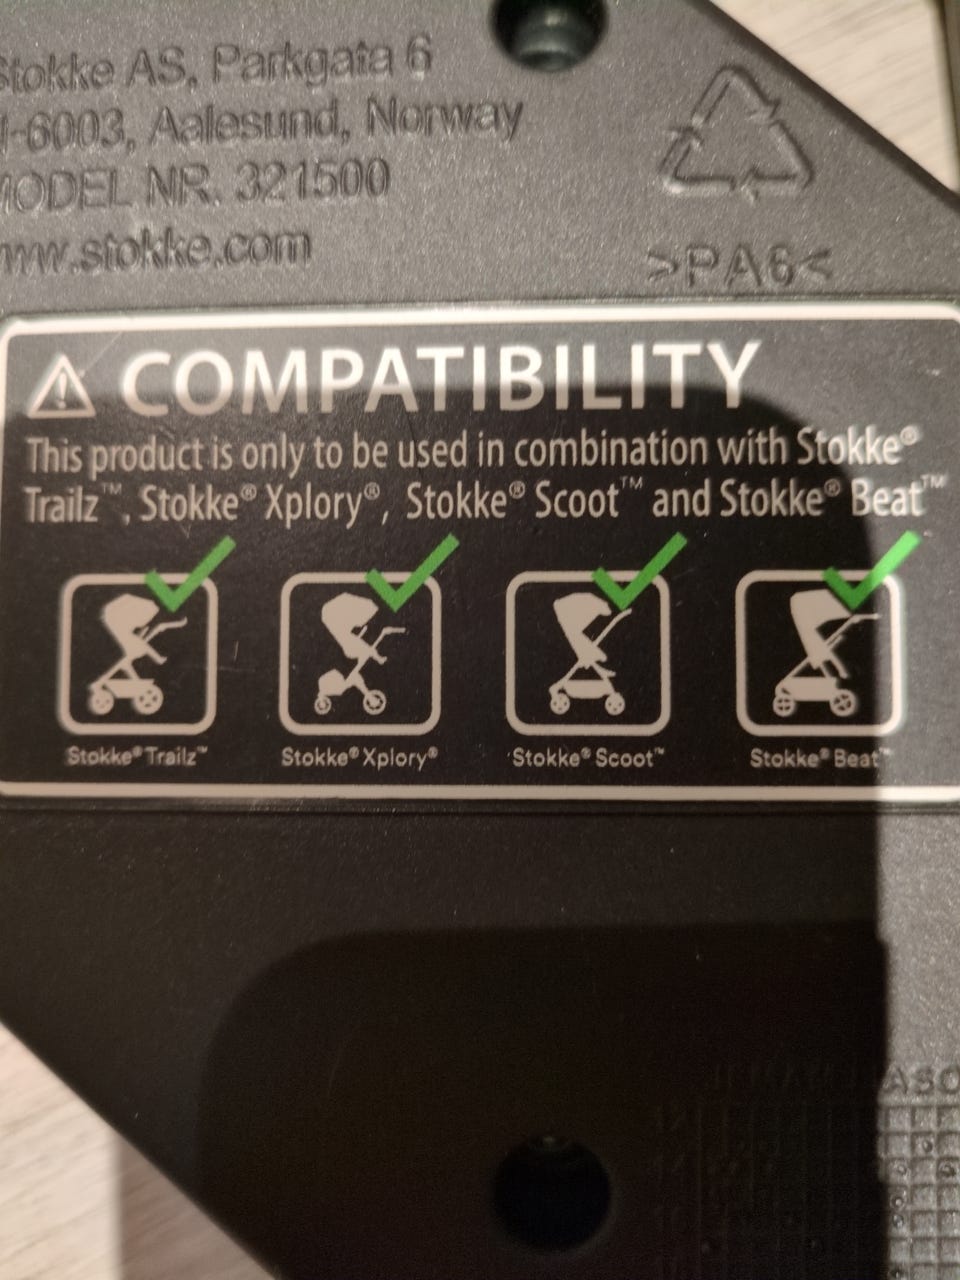 Stokke AS, Parkgata 6
-6003, Aalesund, Norway
MODEL NR. 321500
www.stokke.com
>PA6<
⚠ COMPATIBILITY
This product is only to be used in combination with Stokke®
Trailz™, Stokke® Xplory®, Stokke® Scoot™ and Stokke® Beat™
Stokke® Trailz™
Stokke® Xplory®
Stokke® Scoot™
Stokke® Beat™